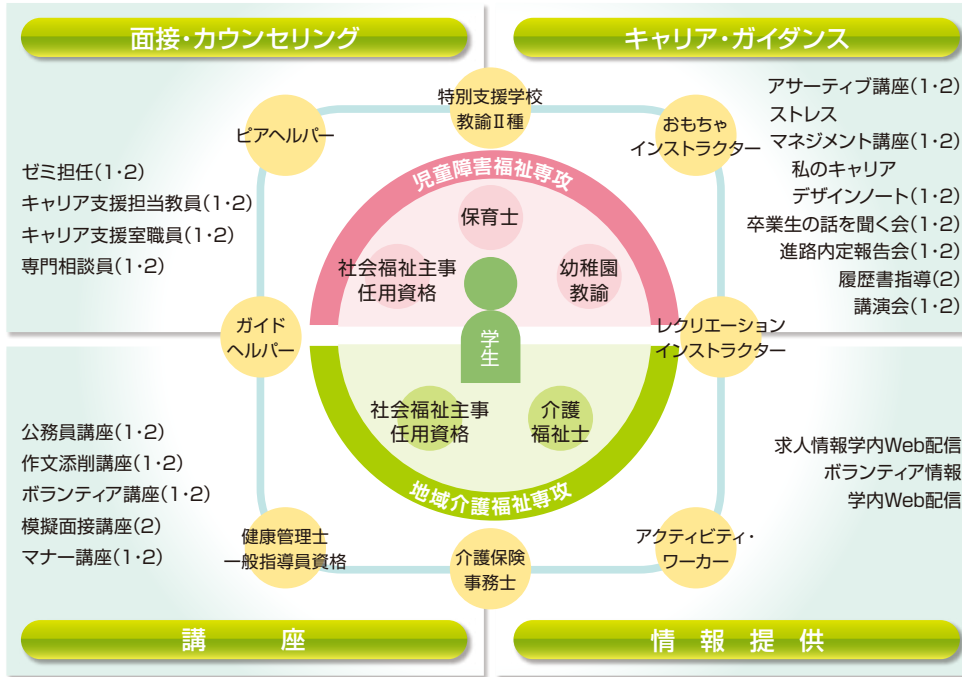 面接・カウンセリング
キャリア・ガイダンス
ゼミ担任(1・2)
キャリア支援担当教員(1・2)
キャリア支援室職員(1・2)
専門相談員(1・2)
アサーティブ講座(1・2)
ストレス
マネジメント講座(1・2)
私のキャリア
デザインノート(1・2)
卒業生の話を聞く会(1・2)
進路内定報告会(1・2)
履歴書指導(2)
講演会(1・2)
特別支援学校
教諭Ⅱ種
ピアヘルパー
おもちゃ
インストラクター
児童障害福祉専攻
保育士
社会福祉主事
任用資格
幼稚園
教諭
ガイド
ヘルパー
学生
レクリエーション
インストラクター
社会福祉主事
任用資格
介護
福祉士
地域介護福祉専攻
健康管理士
一般指導員資格
介護保険
事務士
アクティビティ・
ワーカー
公務員講座(1・2)
作文添削講座(1・2)
ボランティア講座(1・2)
模擬面接講座(2)
マナー講座(1・2)
求人情報学内Web配信
ボランティア情報
学内Web配信
講座
情報提供